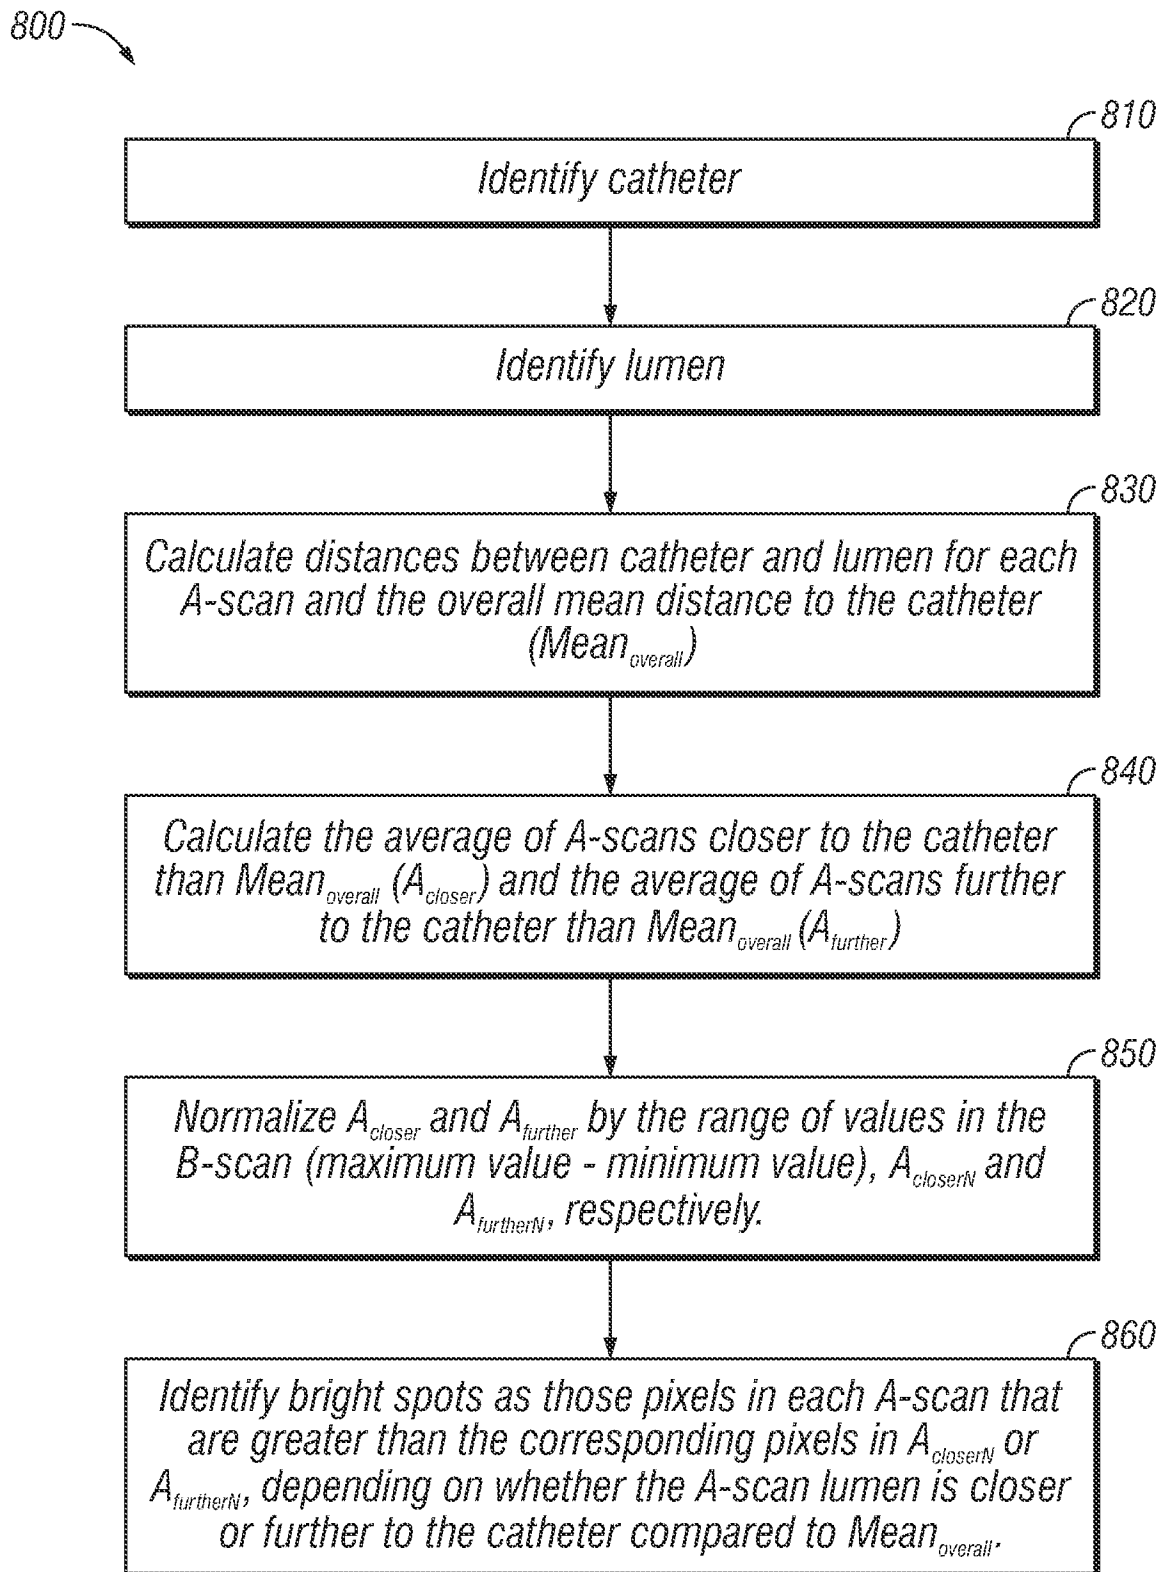 800
810
Identify catheter
820
Identify lumen
830
Calculate distances between catheter and lumen for each
A-scan and the overall mean distance to the catheter
(Meanoverall)
840
Calculate the average of A-scans closer to the catheter
than Meanoverall (Acloser) and the average of A-scans further
to the catheter than Meanoverall (Afurther)
850
Normalize Acloser and Afurther by the range of values in the
B-scan (maximum value - minimum value), AcloserN and
AfurtherN, respectively.
860
Identify bright spots as those pixels in each A-scan that
are greater than the corresponding pixels in AcloserN or
AfurtherN, depending on whether the A-scan lumen is closer
or further to the catheter compared to Meanoverall.